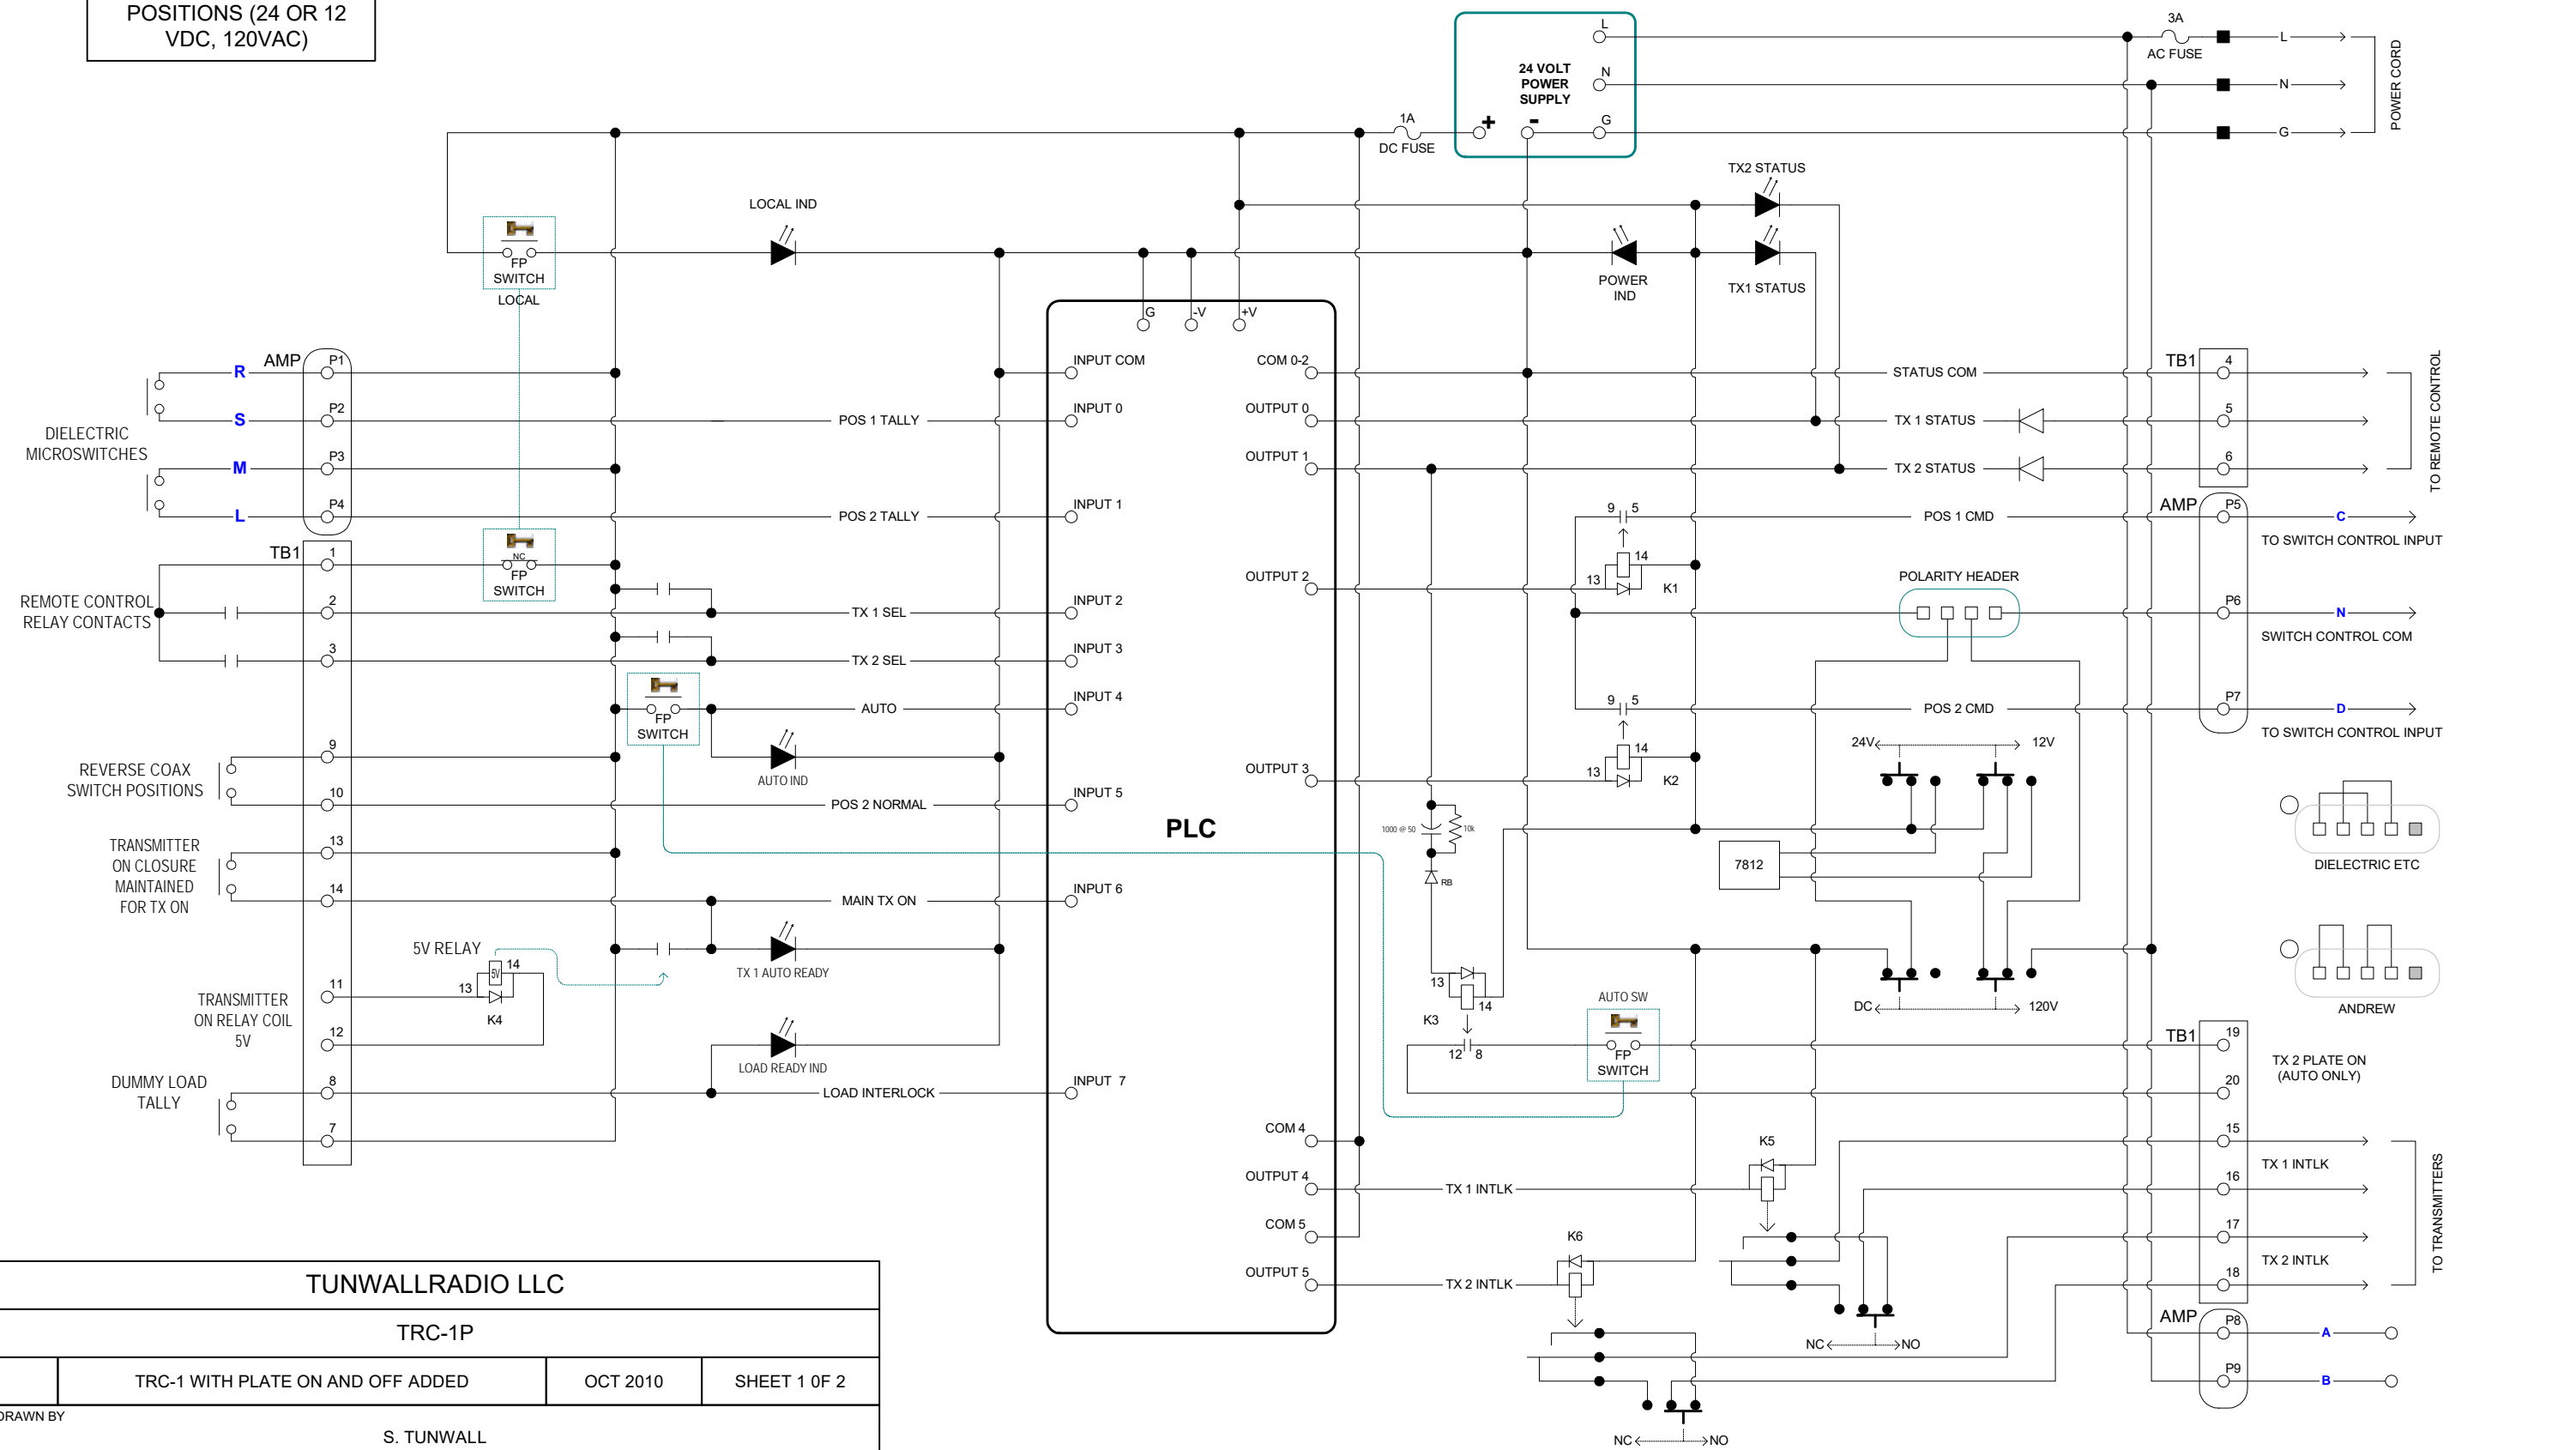 POSITIONS (24 OR 12
VDC, 120VAC)
24 VOLT
POWER
SUPPLY
L
N
G
+
-
1A
DC FUSE
3A
AC FUSE
L
N
G
POWER CORD
LOCAL IND
FP
SWITCH
LOCAL
TX2 STATUS
POWER
IND
TX1 STATUS
AMP
P1
P2
P3
P4
R
S
M
L
DIELECTRIC
MICROSWITCHES
POS 1 TALLY
POS 2 TALLY
TB1
1
2
3
9
10
13
14
11
12
8
7
NC
FP
SWITCH
REMOTE CONTROL
RELAY CONTACTS
TX 1 SEL
TX 2 SEL
FP
SWITCH
AUTO
AUTO IND
REVERSE COAX
SWITCH POSITIONS
POS 2 NORMAL
TRANSMITTER
ON CLOSURE
MAINTAINED
FOR TX ON
MAIN TX ON
5V RELAY
5V
14
13
K4
TX 1 AUTO READY
TRANSMITTER
ON RELAY COIL
5V
LOAD READY IND
DUMMY LOAD
TALLY
LOAD INTERLOCK
PLC
G
-V
+V
INPUT COM
INPUT 0
INPUT 1
INPUT 2
INPUT 3
INPUT 4
INPUT 5
INPUT 6
INPUT 7
COM 0-2
OUTPUT 0
OUTPUT 1
OUTPUT 2
OUTPUT 3
COM 4
OUTPUT 4
COM 5
OUTPUT 5
STATUS COM
TX 1 STATUS
TX 2 STATUS
TB1
4
5
6
TO REMOTE CONTROL
AMP
P5
P6
P7
C
TO SWITCH CONTROL INPUT
N
SWITCH CONTROL COM
D
TO SWITCH CONTROL INPUT
9
5
POS 1 CMD
14
13
K1
POLARITY HEADER
9
5
POS 2 CMD
14
13
K2
24V
12V
1000 @ 50
10k
RB
7812
DIELECTRIC ETC
ANDREW
DC
120V
13
14
K3
12
8
AUTO SW
FP
SWITCH
TB1
19
20
15
16
17
18
TX 2 PLATE ON
(AUTO ONLY)
TX 1 INTLK
TX 2 INTLK
TO TRANSMITTERS
K5
TX 1 INTLK
K6
TX 2 INTLK
NC
NO
NC
NO
AMP
P8
P9
A
B
TUNWALLRADIO LLC
TRC-1P
TRC-1 WITH PLATE ON AND OFF ADDED
OCT 2010
SHEET 1 0F 2
DRAWN BY
S. TUNWALL